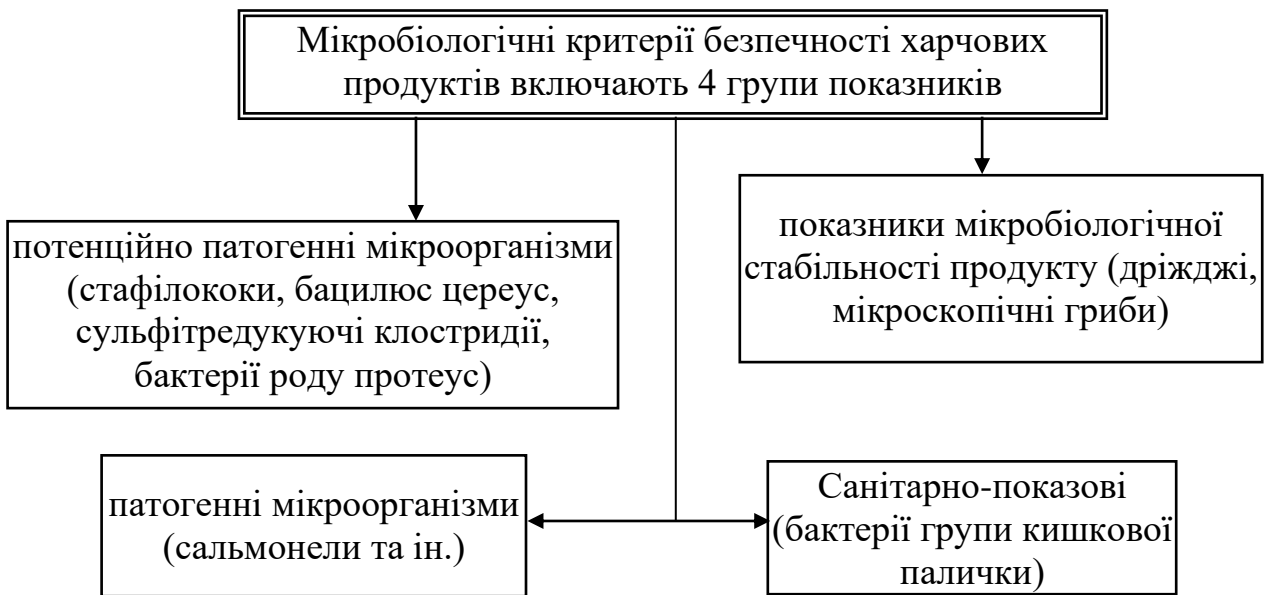 Мікробіологічні критерії безпечності харчових
продуктів включають 4 групи показників
потенційно патогенні мікроорганізми
(стафілококи, бацилюс цереус,
сульфітредукуючі клостридії,
бактерії роду протеус)
показники мікробіологічної
стабільності продукту (дріжджі,
мікроскопічні гриби)
патогенні мікроорганізми
(сальмонели та ін.)
Санітарно-показові
(бактерії групи кишкової
палички)